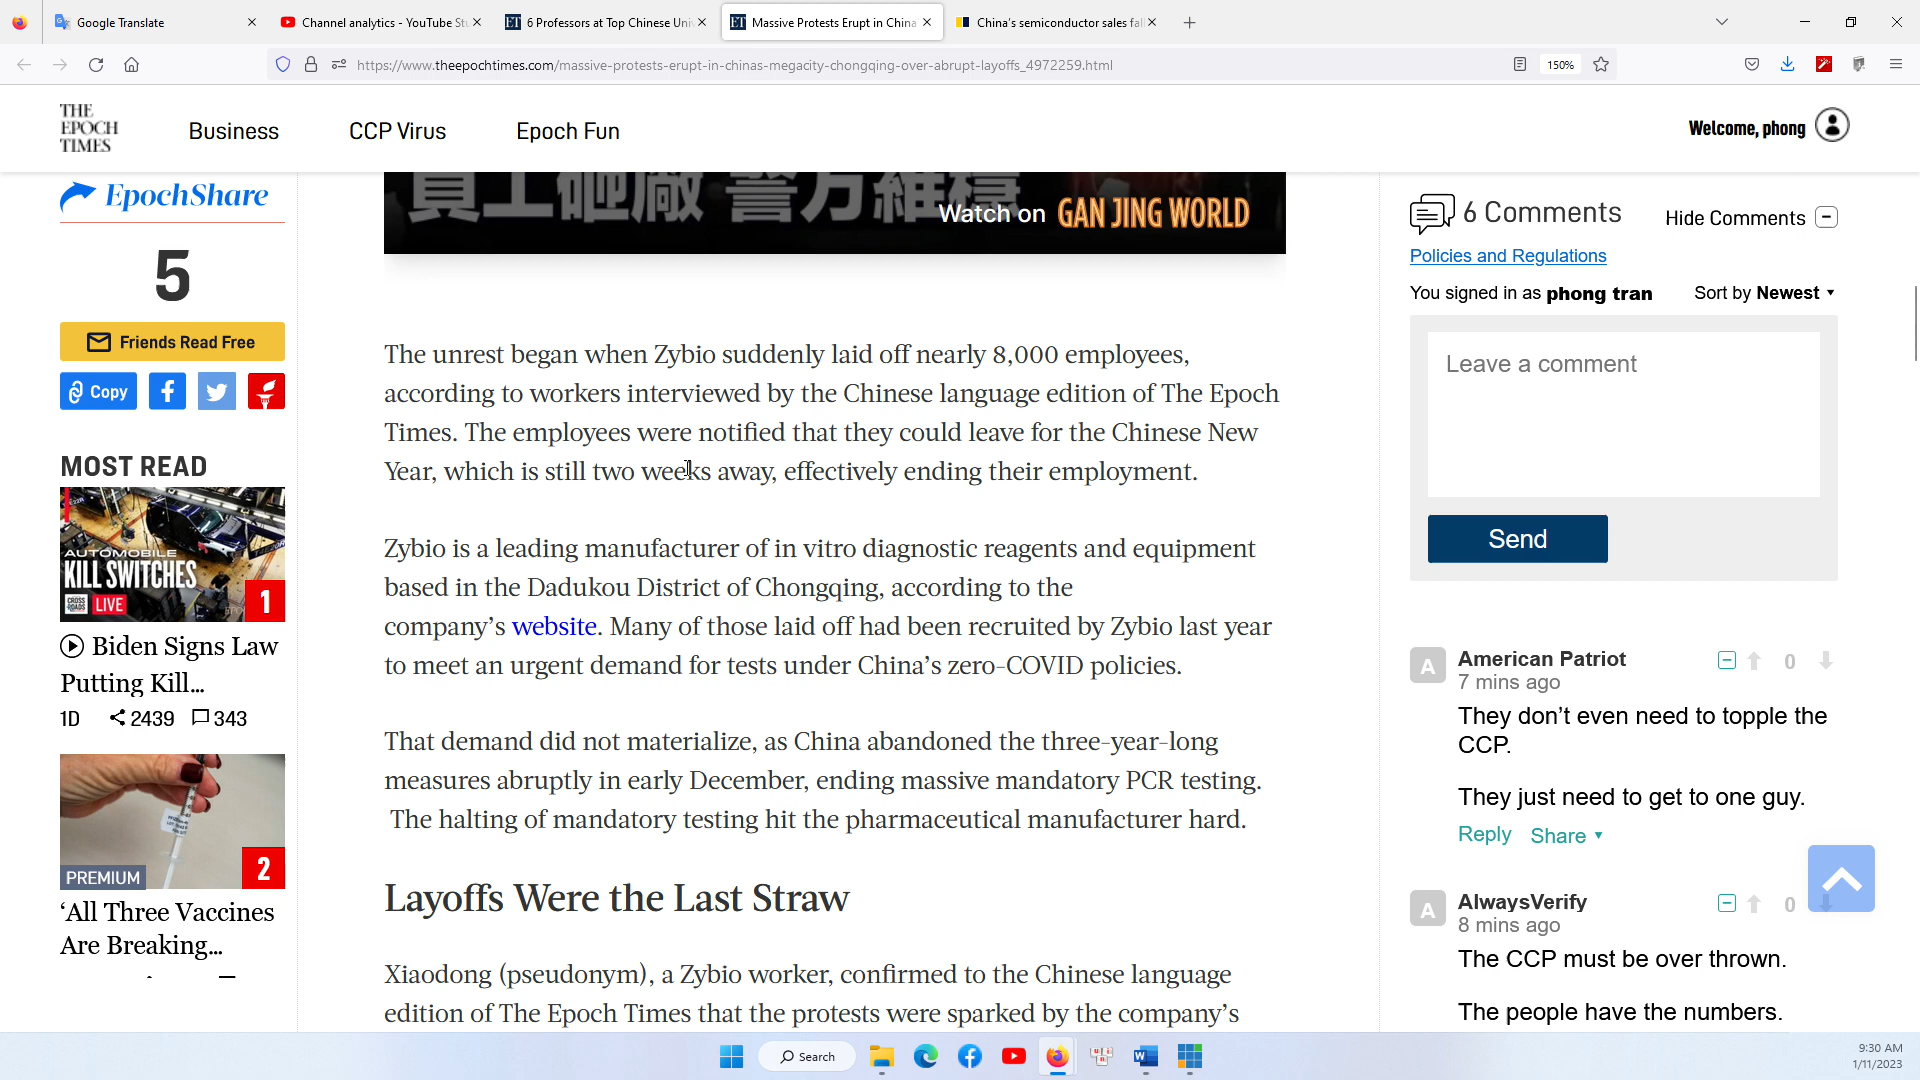 Google Translate
Channel analytics - YouTube Stu
6 Professors at Top Chinese Uni
Massive Protests Erupt in China
China's semiconductor sales fall
https://www.theepochtimes.com/massive-protests-erupt-in-chinas-megacity-chongqing-over-abrupt-layoffs_4972259.html
150%
THE
EPOCH
TIMES
Business
CCP Virus
Epoch Fun
Welcome, phong
EpochShare
5
Friends Read Free
Copy
MOST READ
AUTOMOBILE
KILL SWITCHES
CROSS
ROADS
LIVE
1
Biden Signs Law
Putting Kill...
1D 2439 343
PREMIUM
2
‘All Three Vaccines
Are Breaking...
員工砸廠 警方維穩
Watch on GAN JING WORLD
The unrest began when Zybio suddenly laid off nearly 8,000 employees,
according to workers interviewed by the Chinese language edition of The Epoch
Times. The employees were notified that they could leave for the Chinese New
Year, which is still two weeks away, effectively ending their employment.
Zybio is a leading manufacturer of in vitro diagnostic reagents and equipment
based in the Dadukou District of Chongqing, according to the
company’s website. Many of those laid off had been recruited by Zybio last year
to meet an urgent demand for tests under China’s zero-COVID policies.
That demand did not materialize, as China abandoned the three-year-long
measures abruptly in early December, ending massive mandatory PCR testing.
The halting of mandatory testing hit the pharmaceutical manufacturer hard.
Layoffs Were the Last Straw
Xiaodong (pseudonym), a Zybio worker, confirmed to the Chinese language
edition of The Epoch Times that the protests were sparked by the company’s
6 Comments
Hide Comments
Policies and Regulations
You signed in as phong tran
Sort by Newest
Leave a comment
Send
A
American Patriot
0
7 mins ago
They don’t even need to topple the
CCP.
They just need to get to one guy.
Reply Share
A
AlwaysVerify
0
8 mins ago
The CCP must be over thrown.
The people have the numbers.
Search
9:30 AM
1/11/2023